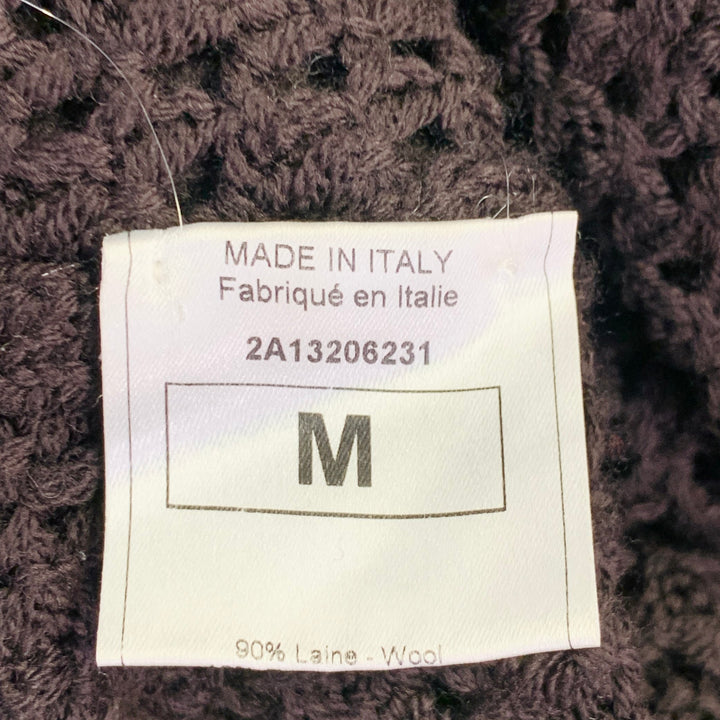 MADE IN ITALY
Fabriqué en Italie
2A13206231
M
90% Laine - Wool